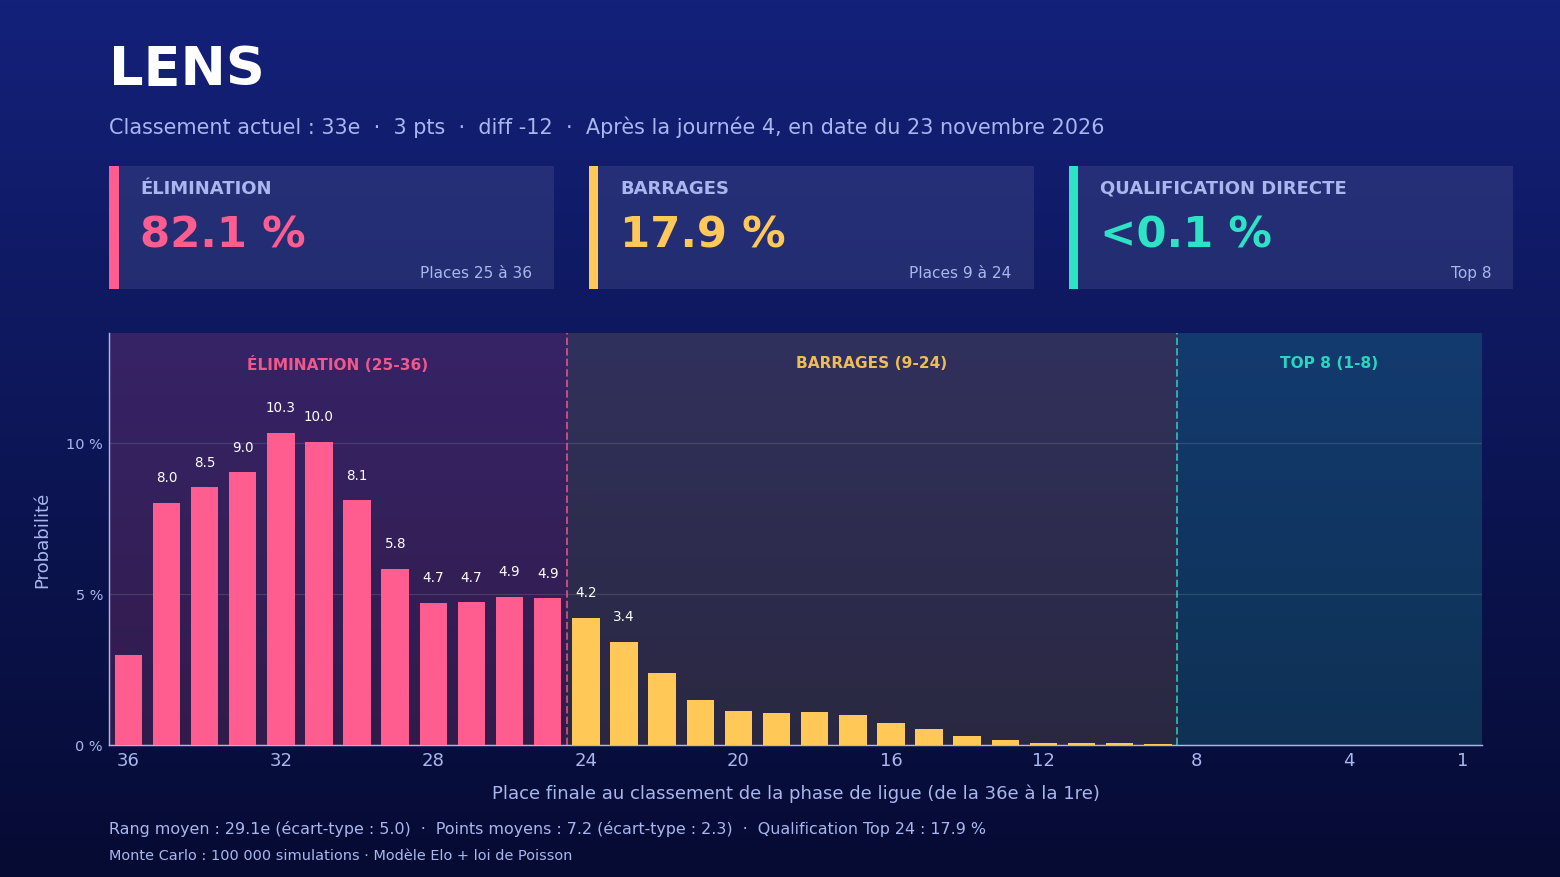 LENS
Classement actuel : 33e · 3 pts · diff -12 · Après la journée 4, en date du 23 novembre 2026
ÉLIMINATION
82.1 %
Places 25 à 36
BARRAGES
17.9 %
Places 9 à 24
QUALIFICATION DIRECTE
<0.1 %
Top 8
ÉLIMINATION (25-36)
BARRAGES (9-24)
TOP 8 (1-8)
Probabilité
10 %
5 %
0 %
8.0
8.5
9.0
10.3
10.0
8.1
5.8
4.7
4.7
4.9
4.9
4.2
3.4
36 32 28 24 20 16 12 8 4 1
Place finale au classement de la phase de ligue (de la 36e à la 1re)
Rang moyen : 29.1e (écart-type : 5.0) · Points moyens : 7.2 (écart-type : 2.3) · Qualification Top 24 : 17.9 %
Monte Carlo : 100 000 simulations · Modèle Elo + loi de Poisson